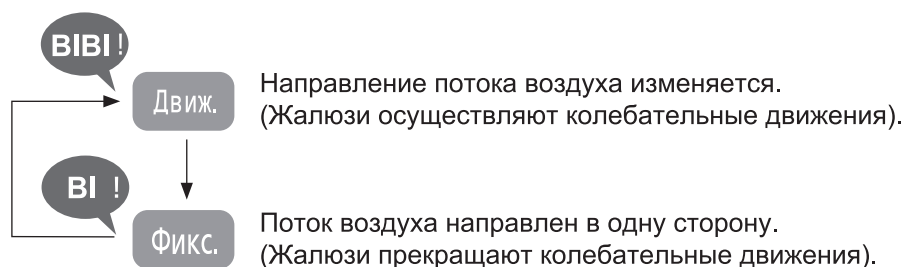 BIBI !
Движ.
Направление потока воздуха изменяется.
(Жалюзи осуществляют колебательные движения).
BI !
Фикс.
Поток воздуха направлен в одну сторону.
(Жалюзи прекращают колебательные движения).